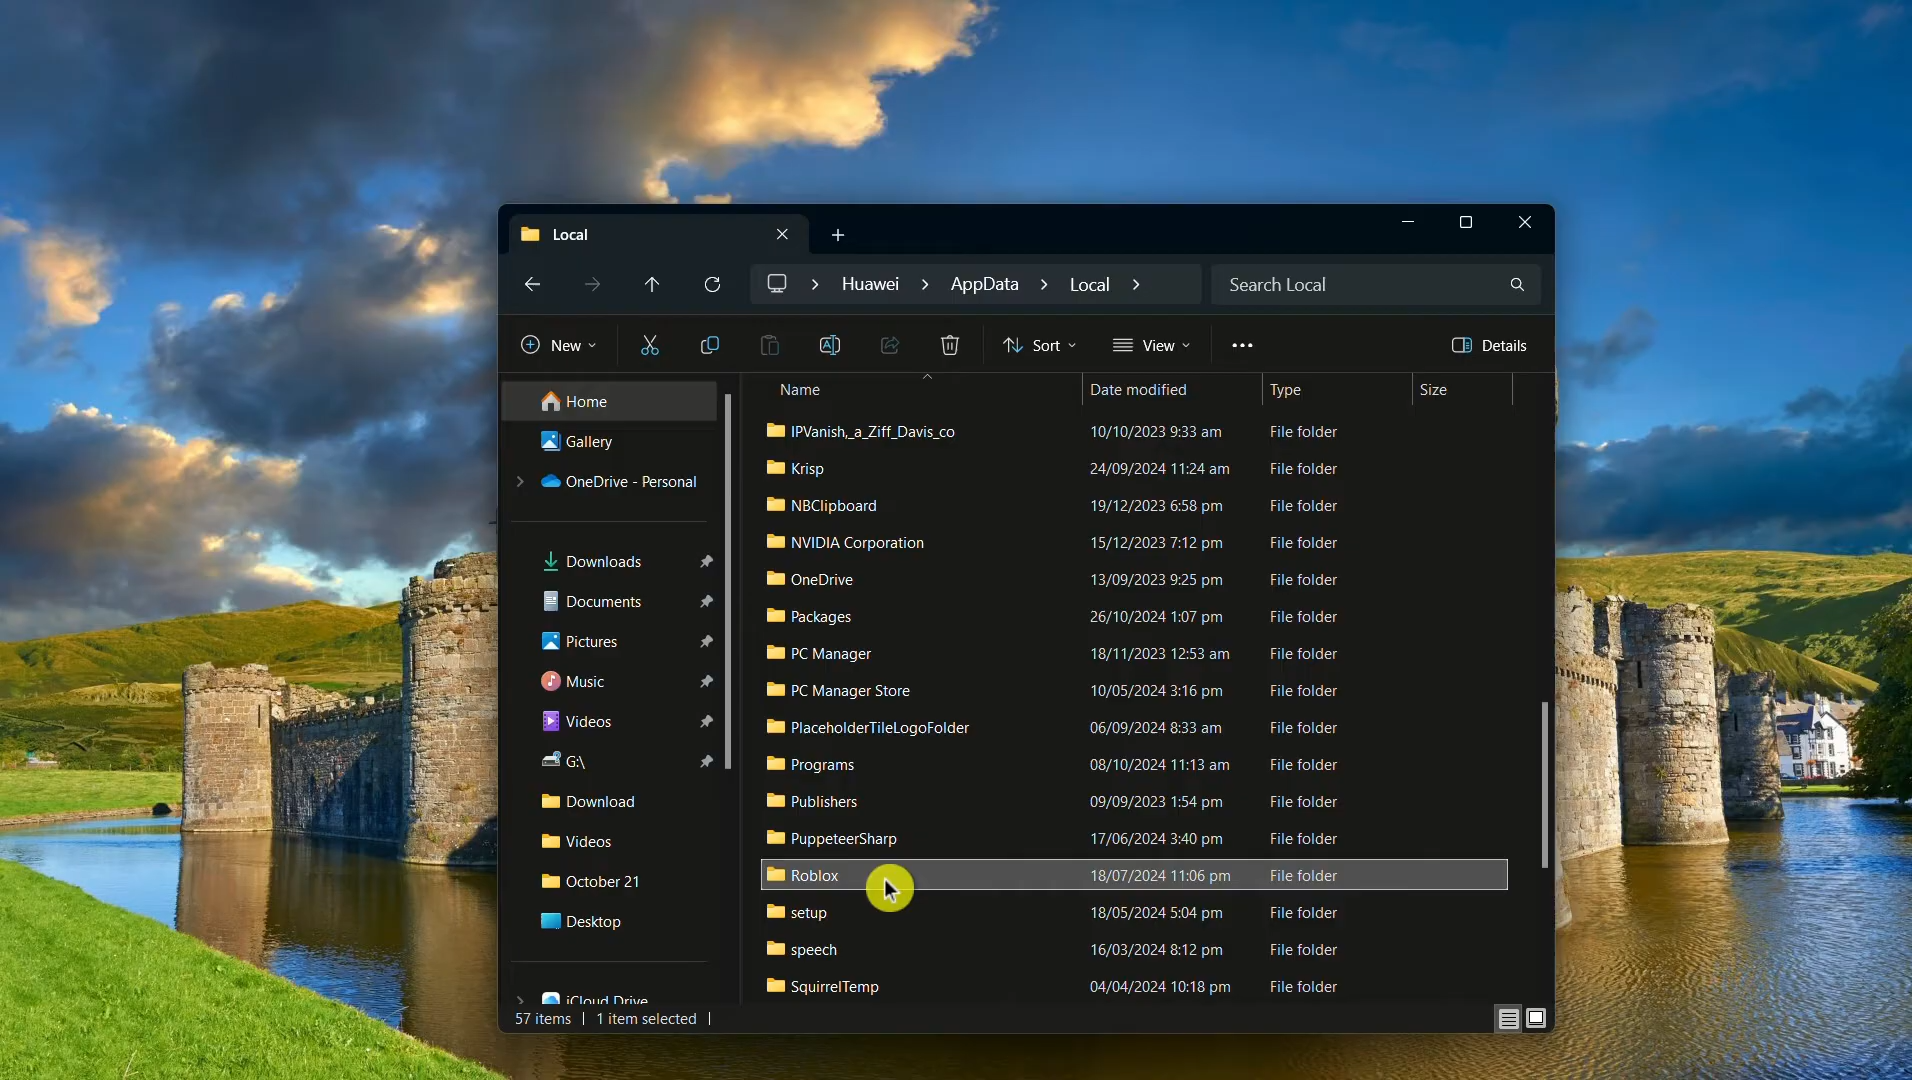 Local
Huawei > AppData > Local >
Search Local
New
Sort
View
Details
Home
Gallery
OneDrive - Personal
Downloads
Documents
Pictures
Music
Videos
G:\
Download
Videos
October 21
Desktop
iCloud Drive
Name Date modified Type Size
IPVanish,_a_Ziff_Davis_co 10/10/2023 9:33 am File folder
Krisp 24/09/2024 11:24 am File folder
NBClipboard 19/12/2023 6:58 pm File folder
NVIDIA Corporation 15/12/2023 7:12 pm File folder
OneDrive 13/09/2023 9:25 pm File folder
Packages 26/10/2024 1:07 pm File folder
PC Manager 18/11/2023 12:53 am File folder
PC Manager Store 10/05/2024 3:16 pm File folder
PlaceholderTileLogoFolder 06/09/2024 8:33 am File folder
Programs 08/10/2024 11:13 am File folder
Publishers 09/09/2023 1:54 pm File folder
PuppeteerSharp 17/06/2024 3:40 pm File folder
Roblox 18/07/2024 11:06 pm File folder
setup 18/05/2024 5:04 pm File folder
speech 16/03/2024 8:12 pm File folder
SquirrelTemp 04/04/2024 10:18 pm File folder
57 items | 1 item selected |